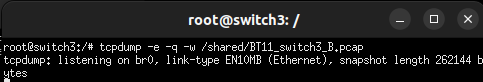 root@switch3: /
root@switch3:/# tcpdump -e -q -w /shared/BT11_switch3_B.pcap
tcpdump: listening on br0, link-type EN10MB (Ethernet), snapshot length 262144 b
ytes